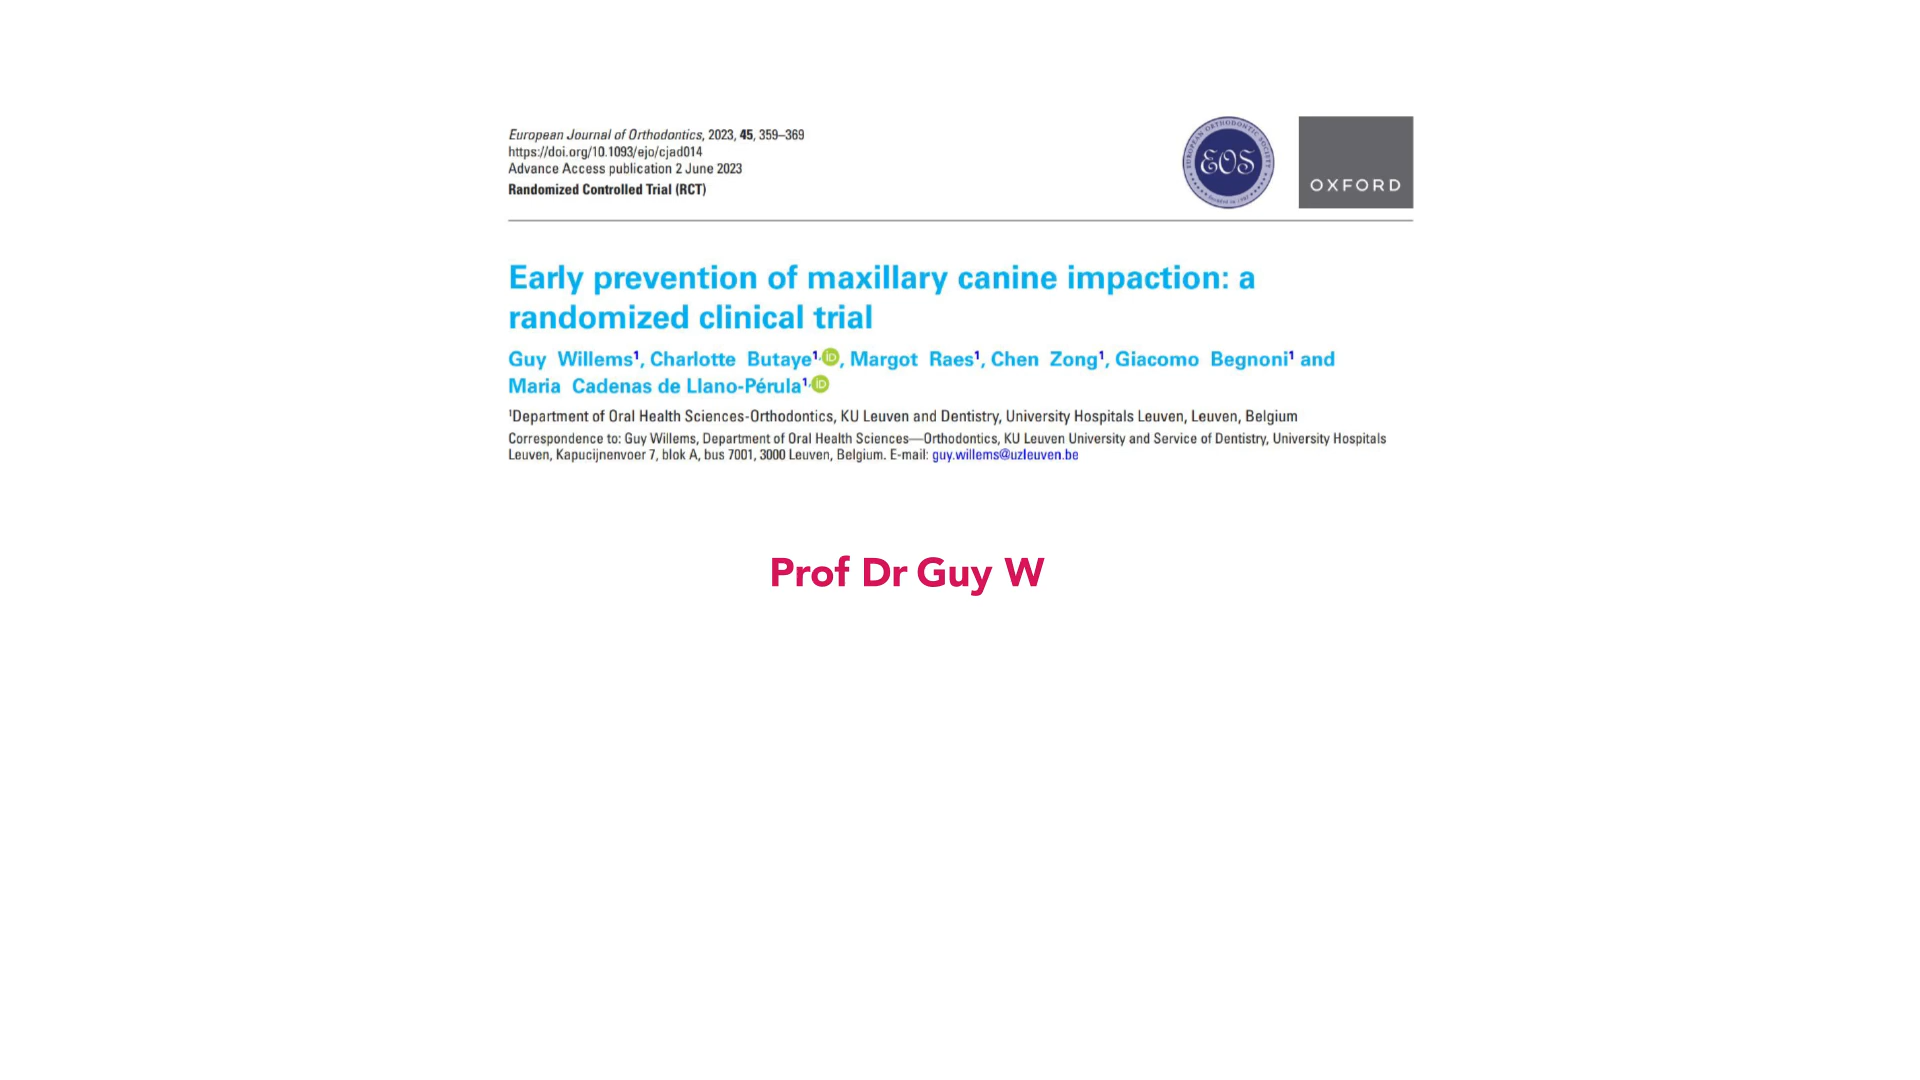 European Journal of Orthodontics, 2023, 45, 359–369
https://doi.org/10.1093/ejo/cjad014
Advance Access publication 2 June 2023
Randomized Controlled Trial (RCT)
EUROPEAN ORTHODONTIC SOCIETY
EOS
OXFORD
Early prevention of maxillary canine impaction: a
randomized clinical trial
Guy Willems¹, Charlotte Butaye¹,iD, Margot Raes¹, Chen Zong¹, Giacomo Begnoni¹ and
Maria Cadenas de Llano-Pérula¹,iD
¹Department of Oral Health Sciences-Orthodontics, KU Leuven and Dentistry, University Hospitals Leuven, Leuven, Belgium
Correspondence to: Guy Willems, Department of Oral Health Sciences—Orthodontics, KU Leuven University and Service of Dentistry, University Hospitals
Leuven, Kapucijnenvoer 7, blok A, bus 7001, 3000 Leuven, Belgium. E-mail: guy.willems@uzleuven.be
Prof Dr Guy W